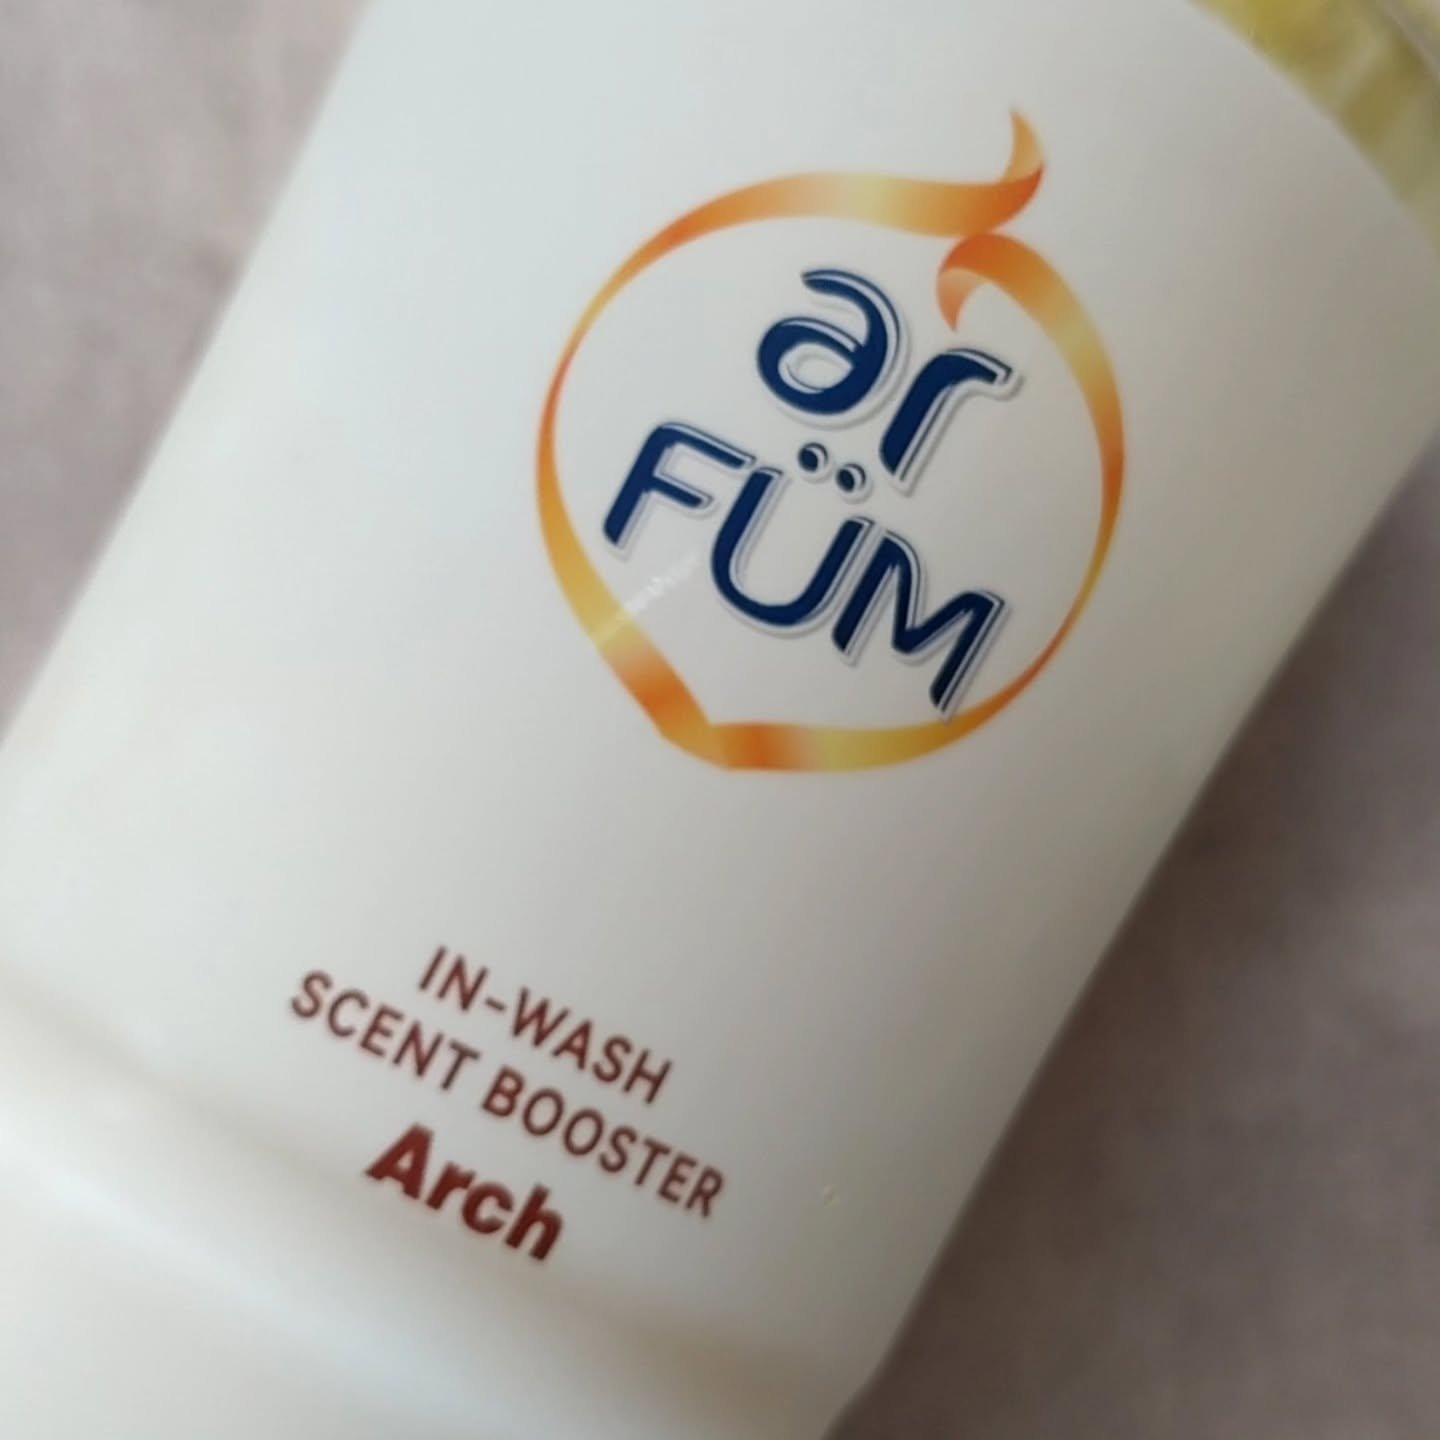 ar
FÜM
IN-WASH
SCENT BOOSTER
Arch